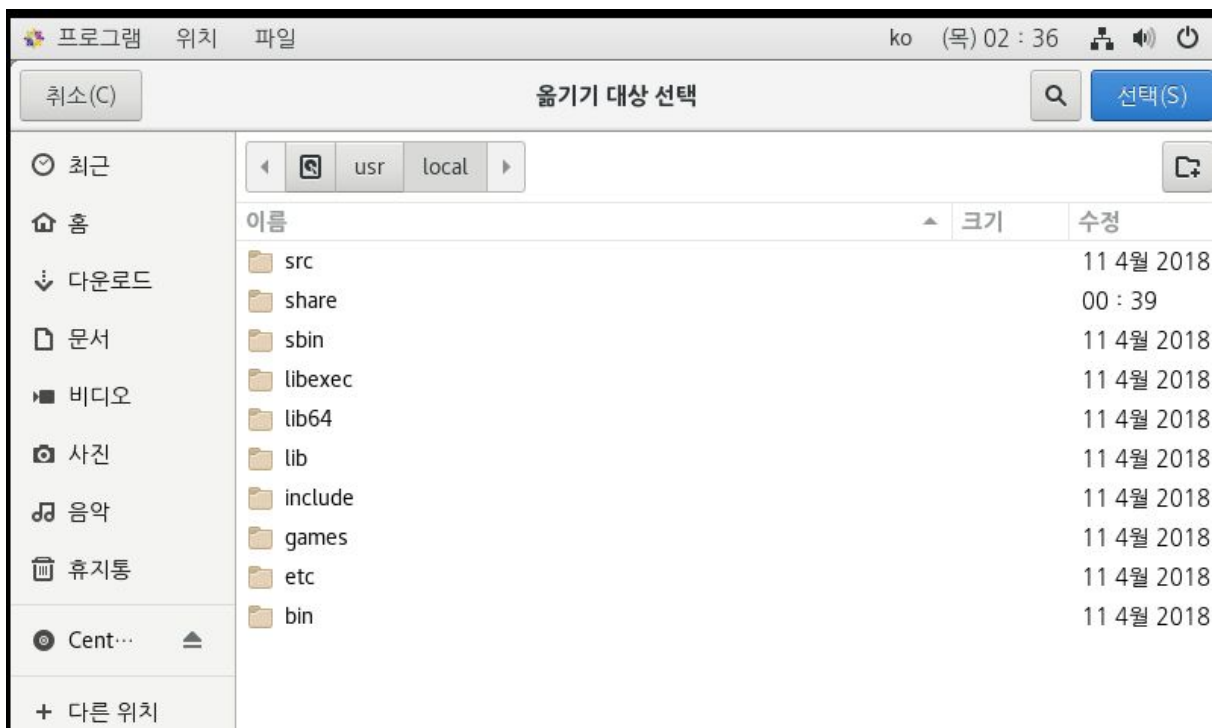 프로그램 위치 파일 ko (목) 02 : 36
취소(C) 옮기기 대상 선택 선택(S)
최근
홈
다운로드
문서
비디오
사진
음악
휴지통
Cent…
다른 위치
usr local
이름 크기 수정
src 11 4월 2018
share 00 : 39
sbin 11 4월 2018
libexec 11 4월 2018
lib64 11 4월 2018
lib 11 4월 2018
include 11 4월 2018
games 11 4월 2018
etc 11 4월 2018
bin 11 4월 2018